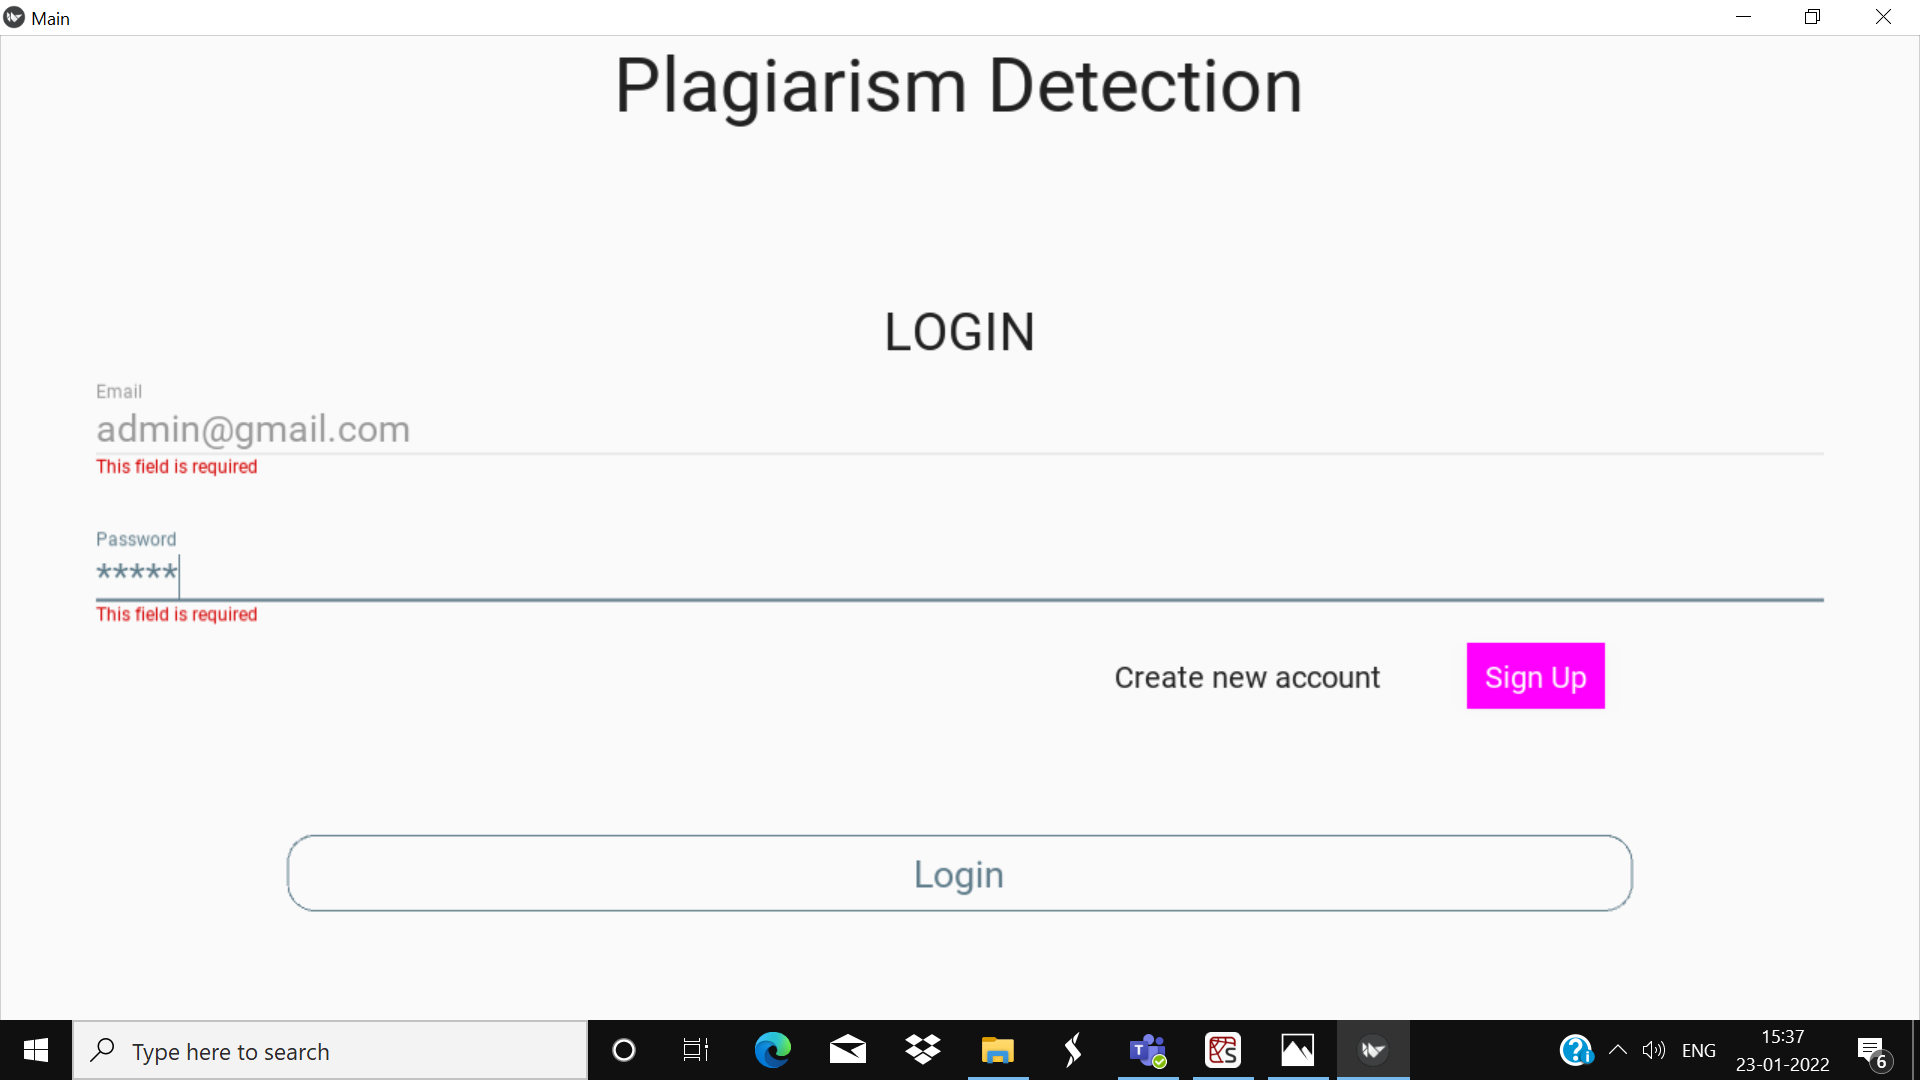 Main
Plagiarism Detection
LOGIN
Email
admin@gmail.com
This field is required
Password
*****
This field is required
Create new account
Sign Up
Login
Type here to search
ENG
15:37
23-01-2022
6